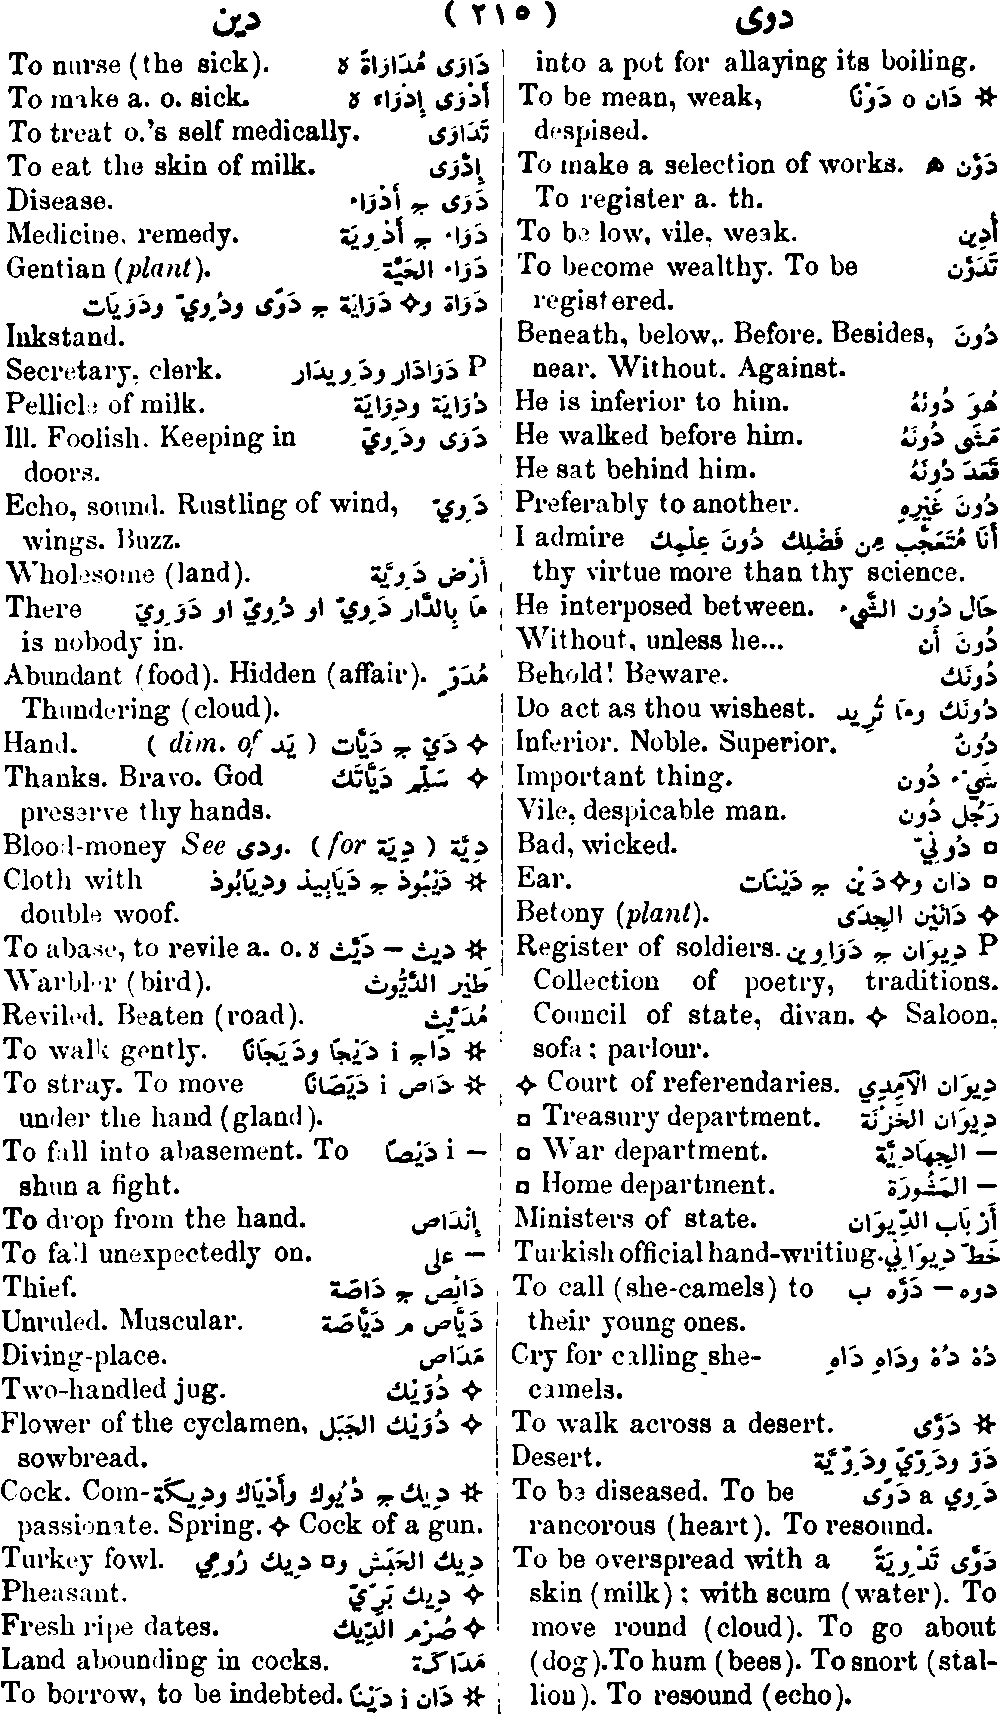 دوى ( ٢١٥ ) دين
into a pot for allaying its boiling.
To be mean, weak, ‎* دَان o دَوْنًا
despised.
To make a selection of works. دَوَّن ه
To register a. th.
To be low, vile, weak. أُدِين
To become wealthy. To be تَدَوَّن
registered.
Beneath, below,. Before. Besides, دُونَ
near. Without. Against.
He is inferior to him. هُوَ دُونَهُ
He walked before him. مَشَى دُونَهُ
He sat behind him. قَعَدَ دُونَهُ
Preferably to another. دُونَ غَيْرِهِ
I admire أَنَا مُتَعَجِّب مِن فَضْلِك دُونَ عِلْمِك
thy virtue more than thy science.
He interposed between. حَال دُون الشَّيء
Without, unless he... دُونَ أَن
Behold! Beware. دُونَك
Do act as thou wishest. دُونَك وما تُرِيد
Inferior. Noble. Superior. دُونٌ
Important thing. شَيْء دُون
Vile, despicable man. رَجُل دُون
Bad, wicked. ‎□ دُونِيّ
Ear. ‎□ دَان و✧ دَيْن ج دَيْنَات
Betony (plant). ‎✧ دَانَيْن الجِدَى
Register of soldiers. P دِيوَان ج دَوَاوِين
Collection of poetry, traditions.
Council of state, divan. ✧ Saloon,
sofa ; parlour.
✧ Court of referendaries. دِيوَان الآمِدِي
□ Treasury department. دِيوَان الخَزْنَة
□ War department. — الجِهَادِيَّة
□ Home department. — المَشُورَة
Ministers of state. أَرْبَاب الدِّيوَان
Turkish official hand-writing. خَطّ دِيوَانِي
To call (she-camels) to دوه — دَوَّه ب
their young ones.
Cry for calling she- دُهْ دُهْ ودَاهِ دَاهِ
camels.
To walk across a desert. ‎* دَوَّى
Desert. دَوّ ودَوِّيّ ودَوِّيَّة
To be diseased. To be دَوِي a دَوًى
rancorous (heart). To resound.
To be overspread with a دَوَّى تَدْوِيَةً
skin (milk) ; with scum (water). To
move round (cloud). To go about
(dog). To hum (bees). To snort (stal-
lion). To resound (echo).
To nurse (the sick). دَاوَى مُدَاوَاةً ه
To make a. o. sick. أَدْوَى إِدْوَاء ه
To treat o.'s self medically. تَدَاوَى
To eat the skin of milk. إِدَّوَى
Disease. دَوَى ج أَدْوَاء
Medicine, remedy. دَوَاء ج أَدْوِيَة
Gentian (plant). دَوَاء الحَيَّة
دَوَاة و✧ دَوَايَة ج دَوًى ودُوِيّ ودَوَيَات
Inkstand.
Secretary, clerk. P دَوَادَار ودَوِيدَار
Pellicle of milk. دُوَايَة ودِوَايَة
Ill. Foolish. Keeping in دَوَى ودَوِيّ
doors.
Echo, sound. Rustling of wind, دَوِيّ
wings. Buzz.
Wholesome (land). أَرْض دَوِيَّة
There مَا بِالدَّار دَوِيّ او دُوِيّ او دَوَوِيّ
is nobody in.
Abundant (food). Hidden (affair). مُدَوٍّ
Thundering (cloud).
Hand. ‎✧ دَيّ ج دَيَّات ( dim. of يَد )
Thanks. Bravo. God ‎✧ سَلِّم دَيَّاتَك
preserve thy hands.
Blood-money See ودى. ( for دِيَة ) دِيَّة
Cloth with ‎* دَيْبُوذ ج دَيَابِيذ ودِيَابُوذ
double woof.
To abase, to revile a. o. ‎* ديث — دَيَّث ه
Warbler (bird). طَيْر الدَّيُّوث
Reviled. Beaten (road). مُدَيَّث
To walk gently. ‎* دَاج i دَيْجًا ودَيَجَانًا
To stray. To move ‎* دَاص i دَيَصَانًا
under the hand (gland).
To fall into abasement. To — i دَيْصًا
shun a fight.
To drop from the hand. إِنْدَاص
To fall unexpectedly on. — على
Thief. دَائِص ج دَاصَة
Unruled. Muscular. دَيَّاص م دَيَّاصَة
Diving-place. مَدَاص
Two-handled jug. ‎✧ دُوَيْك
Flower of the cyclamen, ‎✧ دُوَيْك الجَبَل
sowbread.
Cock. Com- ‎* دِيك ج دُيُوك وأَدْيَاك ودِيكَة
passionate. Spring. ✧ Cock of a gun.
Turkey fowl. دِيك الحَبَش و□ دِيك رُومِي
Pheasant. ‎✧ دِيك بَرِّيّ
Fresh ripe dates. ‎✧ صُرْم الدِّيك
Land abounding in cocks. مَدَاكَة
To borrow, to be indebted. ‎* دَان i دَيْنًا